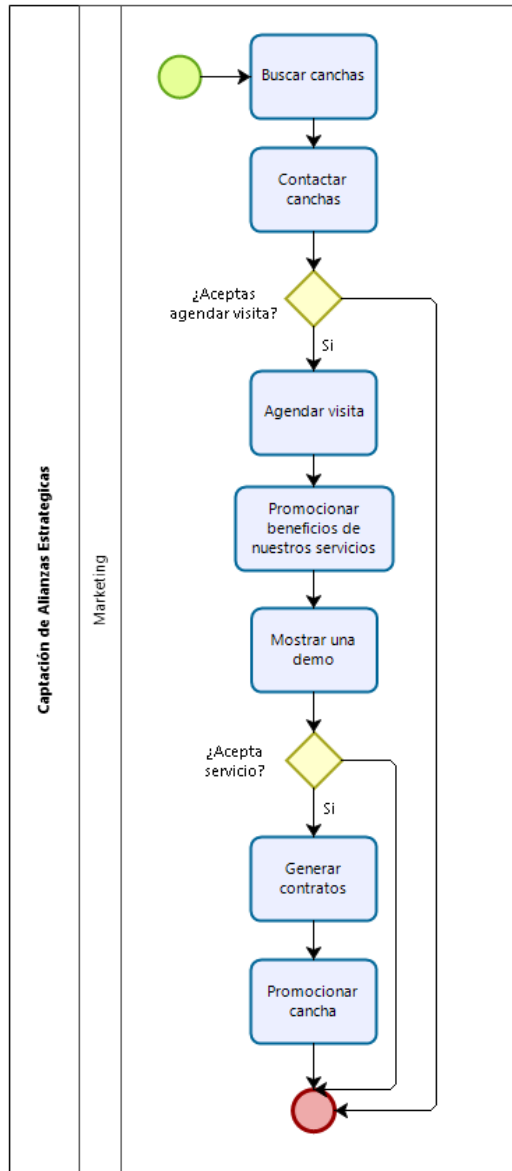 Captación de Alianzas Estrategicas
Marketing
Buscar canchas
Contactar
canchas
¿Aceptas
agendar visita?
Si
Agendar visita
Promocionar
beneficios de
nuestros servicios
Mostrar una
demo
¿Acepta
servicio?
Si
Generar
contratos
Promocionar
cancha